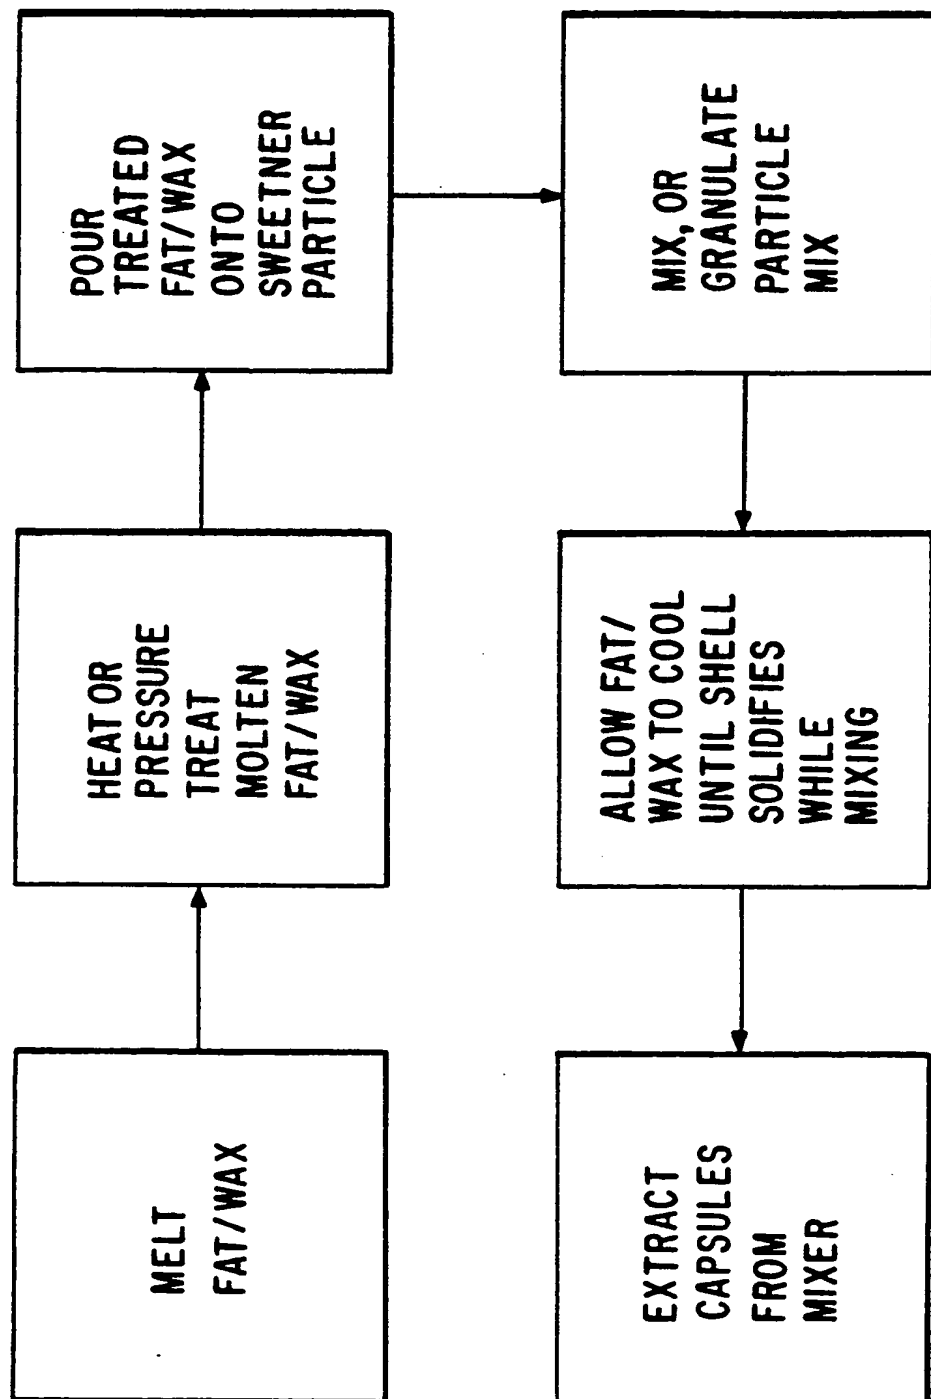 MELT
FAT/WAX
HEAT OR
PRESSURE
TREAT
MOLTEN
FAT/WAX
POUR
TREATED
FAT/WAX
ONTO
SWEETNER
PARTICLE
MIX, OR
GRANULATE
PARTICLE
MIX
ALLOW FAT/
WAX TO COOL
UNTIL SHELL
SOLIDIFIES
WHILE
MIXING
EXTRACT
CAPSULES
FROM
MIXER